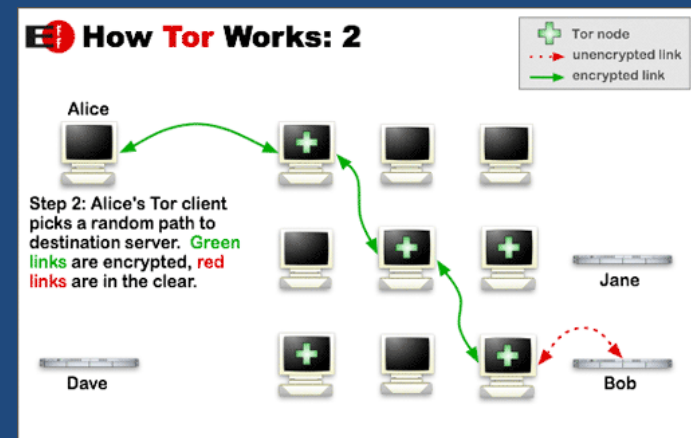 EFF How Tor Works: 2
Tor node
unencrypted link
encrypted link
Alice
Step 2: Alice's Tor client
picks a random path to
destination server. Green
links are encrypted, red
links are in the clear.
Jane
Dave
Bob